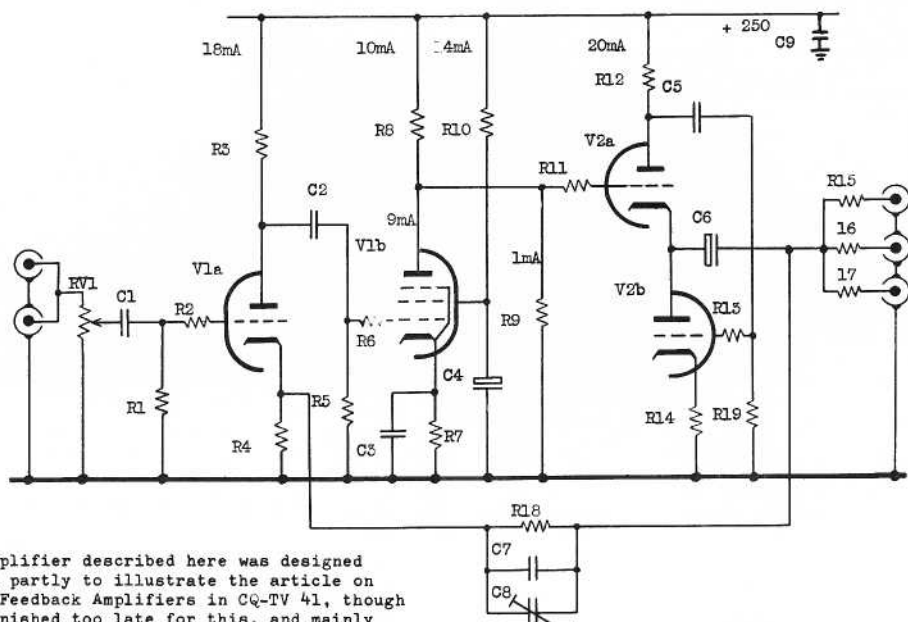 + 250
C9
18mA
10mA
4mA
20mA
R12
C5
R3
R8
R10
V2a
R11
C2
C6
R15
9mA
V1b
1mA
16
V1a
V2b
17
RV1
C1
R2
R13
R6
R9
C4
R1
R5
R14
R19
R4
C3
R7
R18
C7
C8
plifier described here was designed
partly to illustrate the article on
Feedback Amplifiers in CQ-TV 41, though
nished too late for this, and mainly